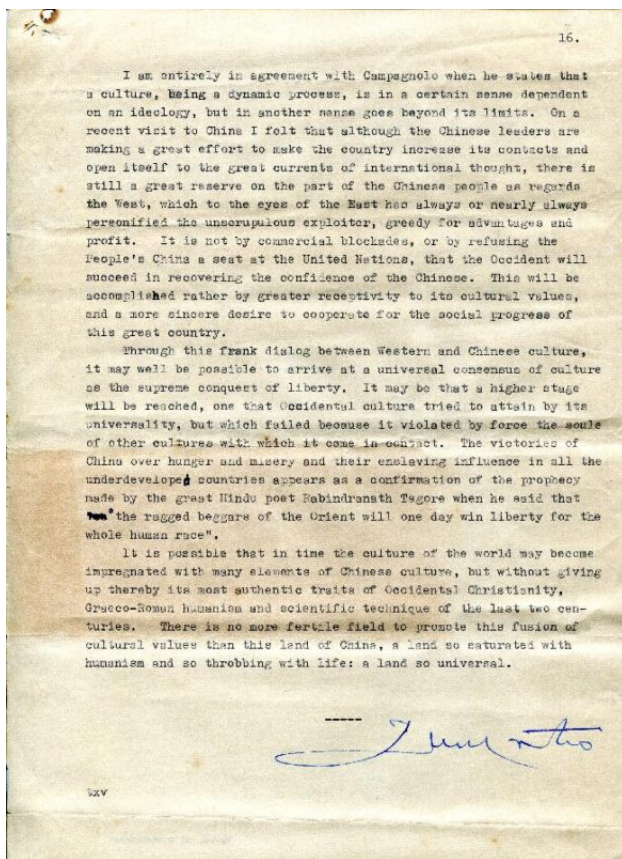 16.
I am entirely in agreement with Campagnolo when he states that
a culture, being a dynamic process, is in a certain sense dependent
on an ideology, but in another sense goes beyond its limits. On a
recent visit to China I felt that although the Chinese leaders are
making a great effort to make the country increase its contacts and
open itself to the great currents of international thought, there is
still a great reserve on the part of the Chinese people as regards
the West, which to the eyes of the East has always or nearly always
personified the unscrupulous exploiter, greedy for advantages and
profit. It is not by commercial blockades, or by refusing the
People's China a seat at the United Nations, that the Occident will
succeed in recovering the confidence of the Chinese. This will be
accomplished rather by greater receptivity to its cultural values,
and a more sincere desire to cooperate for the social progress of
this great country.
Through this frank dialog between Western and Chinese culture,
it may well be possible to arrive at a universal consensus of culture
as the supreme conquest of liberty. It may be that a higher stage
will be reached, one that Occidental culture tried to attain by its
universality, but which failed because it violated by force the souls
of other cultures with which it came in contact. The victories of
China over hunger and misery and their enslaving influence in all the
underdeveloped countries appears as a confirmation of the prophecy
made by the great Hindu poet Rabindranath Tagore when he said that
"the ragged beggars of the Orient will one day win liberty for the
whole human race".
It is possible that in time the culture of the world may become
impregnated with many elements of Chinese culture, but without giving
up thereby its most authentic traits of Occidental Christianity,
Graeco-Roman humanism and scientific technique of the last two cen-
turies. There is no more fertile field to promote this fusion of
cultural values than this land of China, a land so saturated with
humanism and so throbbing with life: a land so universal.
-----